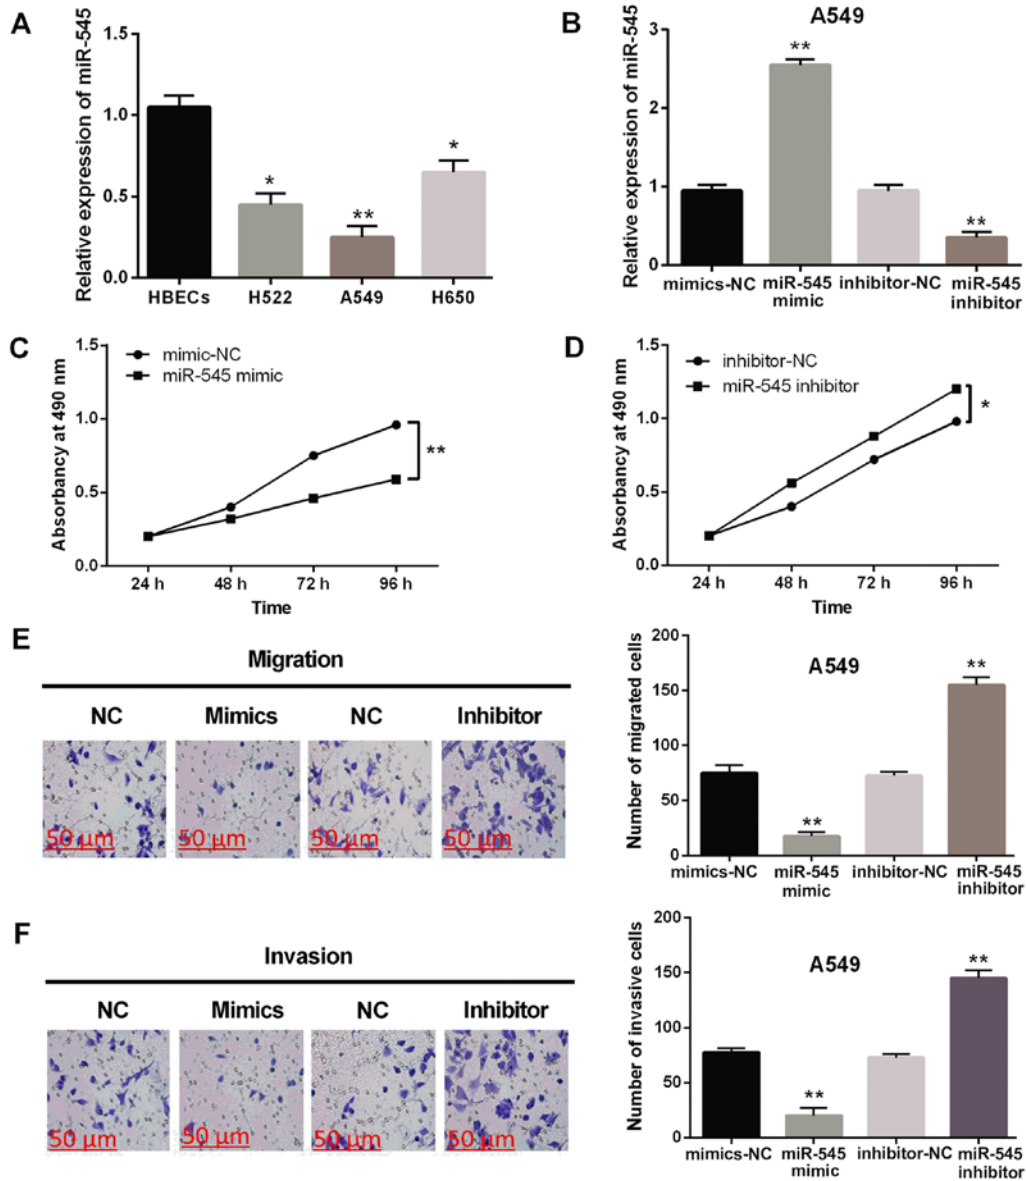 A
Relative expression of miR-545
1.5
1.0
0.5
0.0
*
**
*
HBECs H522 A549 H650
B
A549
Relative expression of miR-545
3
2
1
0
**
**
mimics-NC miR-545 mimic inhibitor-NC miR-545 inhibitor
C
mimic-NC
miR-545 mimic
Absorbancy at 490 nm
1.5
1.0
0.5
0.0
**
24 h 48 h 72 h 96 h
Time
D
inhibitor-NC
miR-545 inhibitor
Absorbancy at 490 nm
1.5
1.0
0.5
0.0
*
24 h 48 h 72 h 96 h
Time
E
Migration
NC Mimics NC Inhibitor
50 µm 50 µm 50 µm 50 µm
A549
Number of migrated cells
200
150
100
50
0
**
**
mimics-NC miR-545 mimic inhibitor-NC miR-545 inhibitor
F
Invasion
NC Mimics NC Inhibitor
50 µm 50 µm 50 µm 50 µm
A549
Number of invasive cells
200
150
100
50
0
**
**
mimics-NC miR-545 mimic inhibitor-NC miR-545 inhibitor